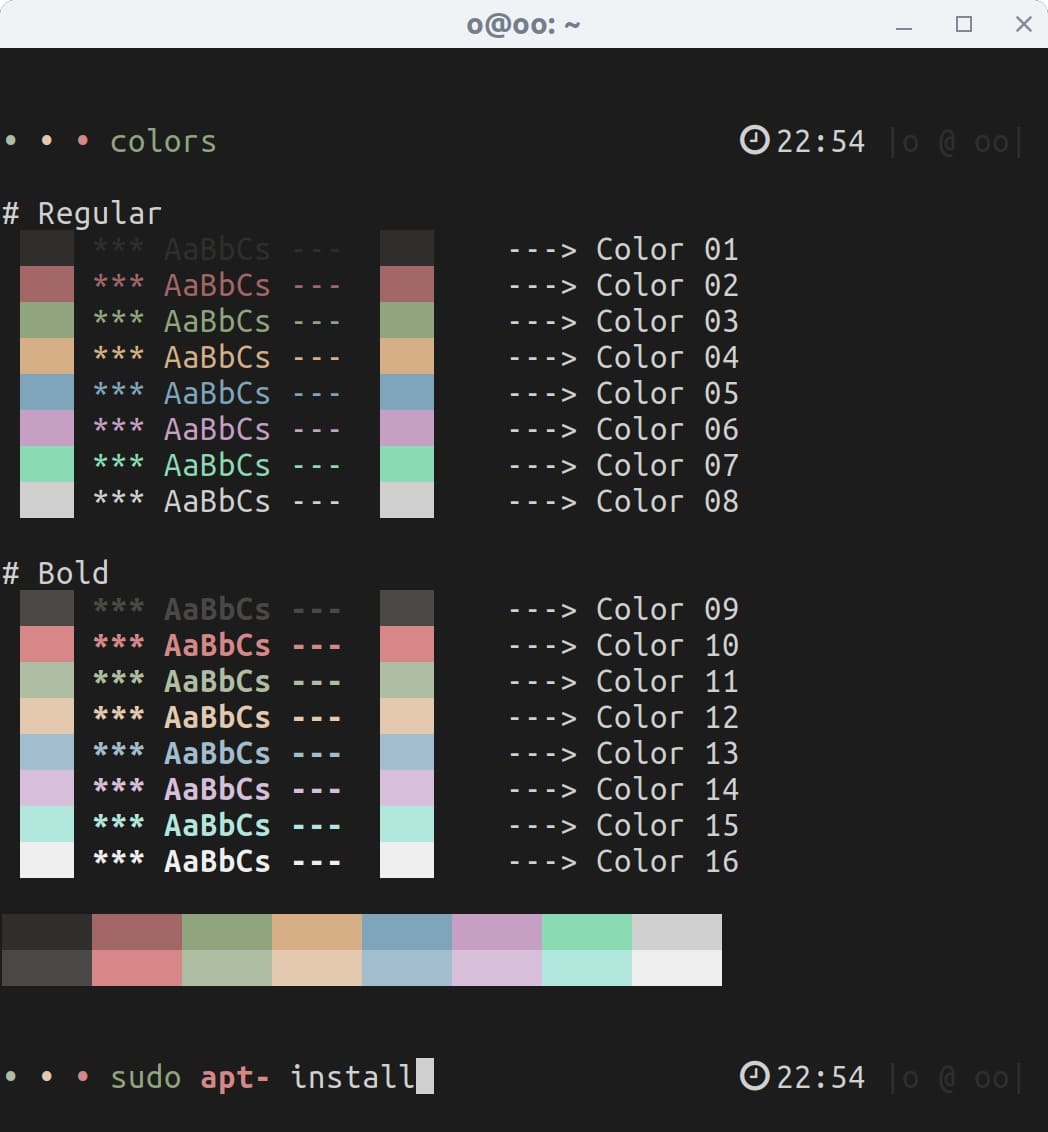 o@oo: ~
• • • colors 22:54 |o @ oo|
# Regular
*** AaBbCs --- ---> Color 01
*** AaBbCs --- ---> Color 02
*** AaBbCs --- ---> Color 03
*** AaBbCs --- ---> Color 04
*** AaBbCs --- ---> Color 05
*** AaBbCs --- ---> Color 06
*** AaBbCs --- ---> Color 07
*** AaBbCs --- ---> Color 08
# Bold
*** AaBbCs --- ---> Color 09
*** AaBbCs --- ---> Color 10
*** AaBbCs --- ---> Color 11
*** AaBbCs --- ---> Color 12
*** AaBbCs --- ---> Color 13
*** AaBbCs --- ---> Color 14
*** AaBbCs --- ---> Color 15
*** AaBbCs --- ---> Color 16
• • • sudo apt- install 22:54 |o @ oo|